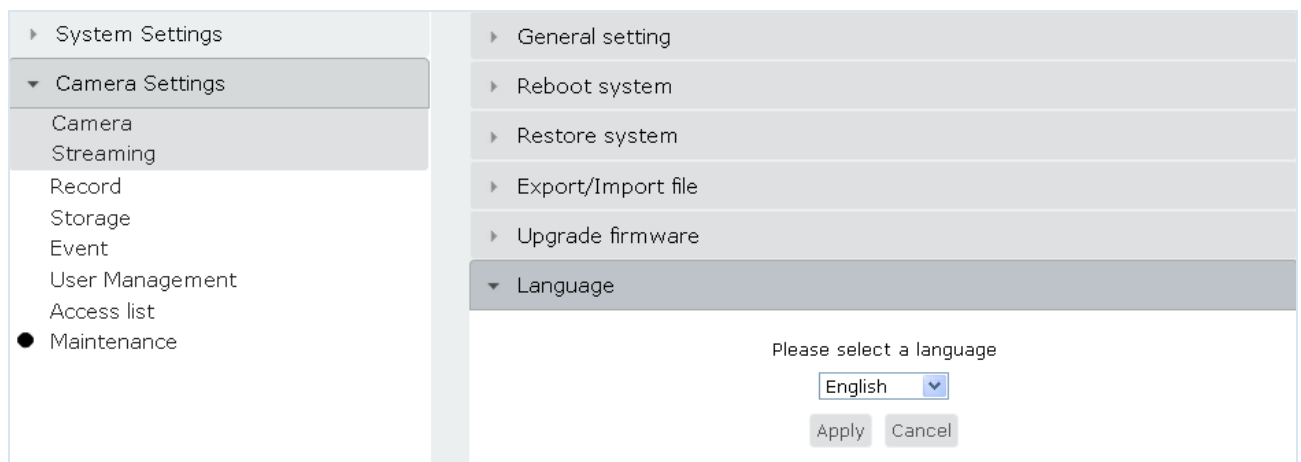 System Settings
Camera Settings
Camera
Streaming
Record
Storage
Event
User Management
Access list
Maintenance
General setting
Reboot system
Restore system
Export/Import file
Upgrade firmware
Language
Please select a language
English
Apply Cancel